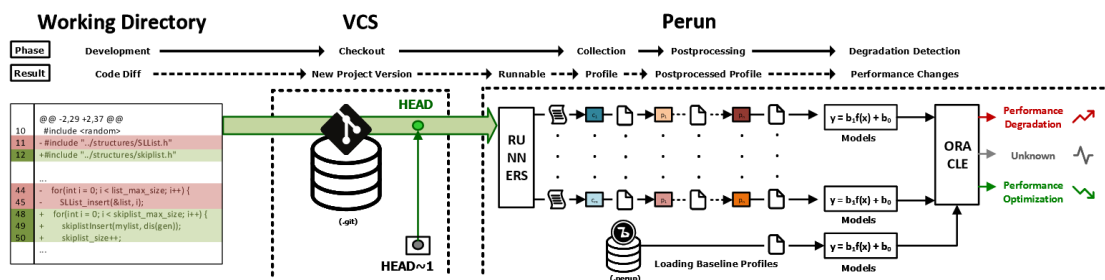 Working Directory VCS Perun
Phase Development Checkout Collection Postprocessing Degradation Detection
Result Code Diff New Project Version Runnable Profile Postprocessed Profile Performance Changes
@@ -2,29 +2,37 @@
10 #include <random>
11 - #include "../structures/SLList.h"
12 +#include "../structures/skiplist.h"
...
44 - for(int i = 0; i < list_max_size; i++) {
45 - SLList_insert(&list, i);
48 + for(int i = 0; i < skiplist_max_size; i++) {
49 + skiplistInsert(mylist, dis(gen));
50 + skiplist_size++;
...
HEAD
(.git)
HEAD~1
RU
NN
ERS
y = b₁f(x) + b₀
Models
y = b₁f(x) + b₀
Models
Loading Baseline Profiles
y = b₁f(x) + b₀
Models
(.perun)
ORA
CLE
Performance
Degradation
Unknown
Performance
Optimization